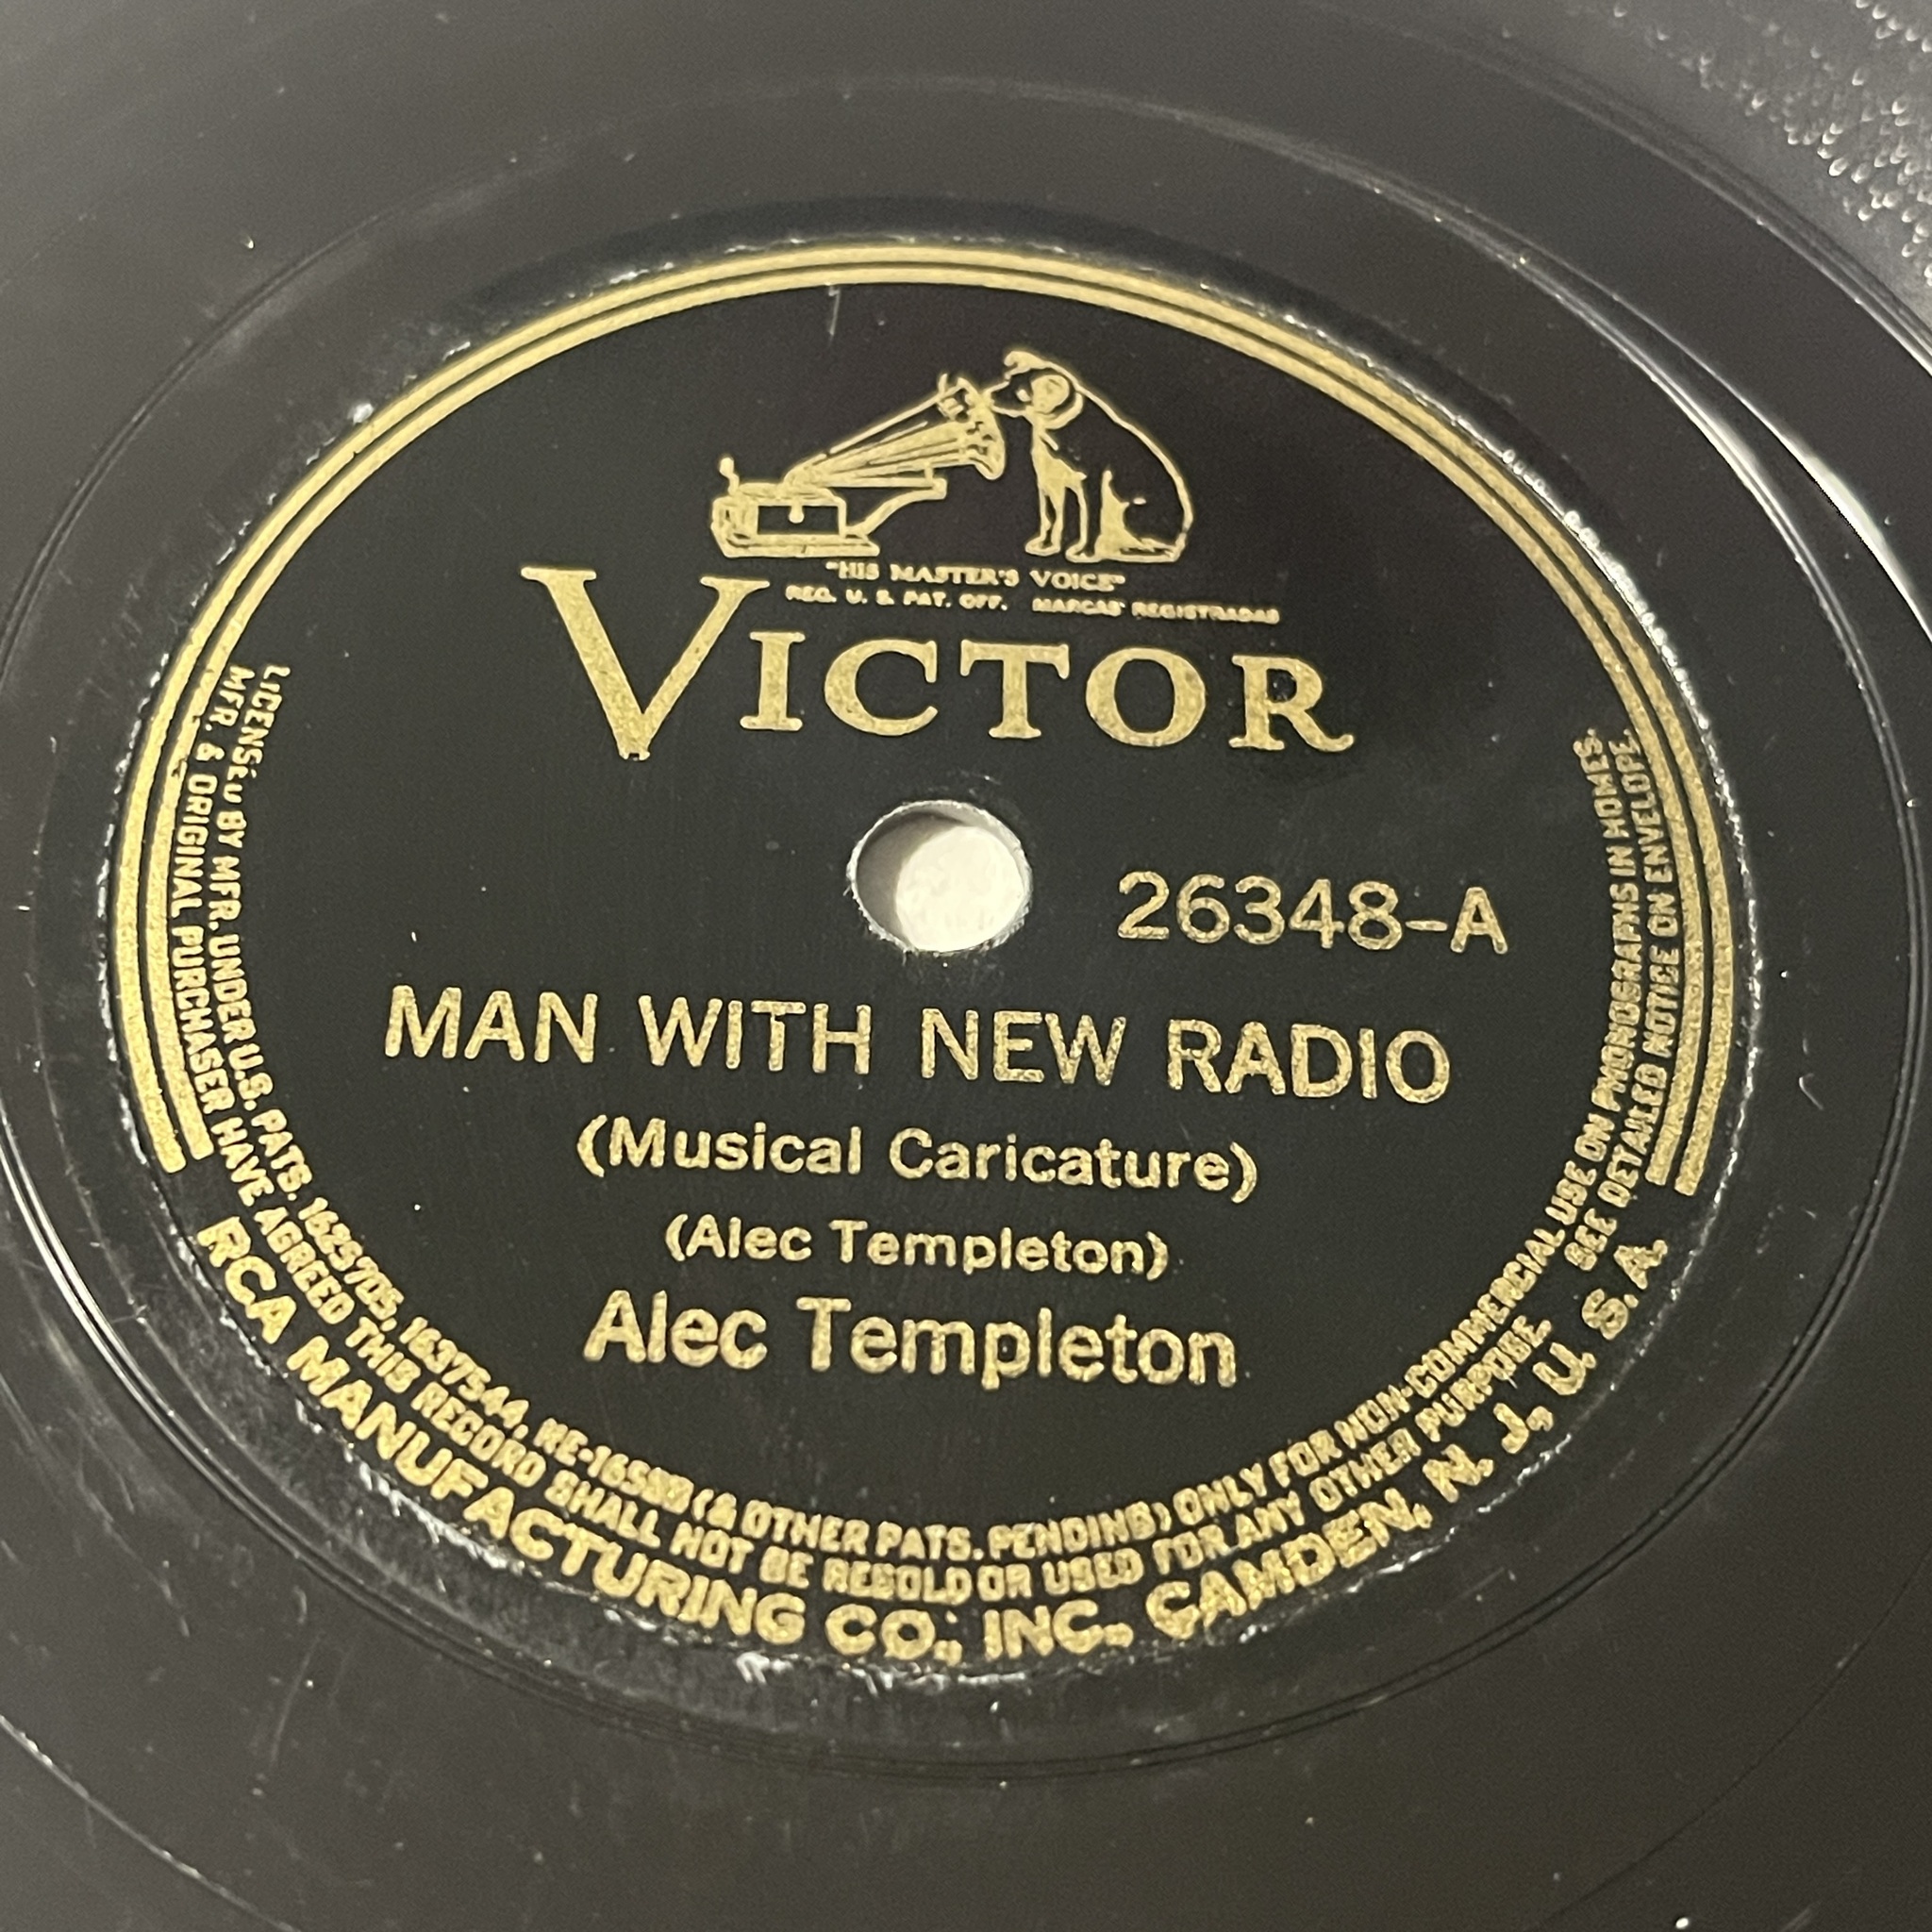 "HIS MASTER'S VOICE"
REG. U. S. PAT. OFF. MARCAS REGISTRADAS
VICTOR
26348-A
MAN WITH NEW RADIO
(Musical Caricature)
(Alec Templeton)
Alec Templeton
LICENSED BY MFR. UNDER U.S. PATS. 1625705, 1637544, RE-16588 (& OTHER PATS. PENDING) ONLY FOR NON-COMMERCIAL USE ON PHONOGRAPHS IN HOMES.
MFR. & ORIGINAL PURCHASER HAVE AGREED THIS RECORD SHALL NOT BE RESOLD OR USED FOR ANY OTHER PURPOSE. SEE DETAILED NOTICE ON ENVELOPE.
RCA MANUFACTURING CO., INC., CAMDEN, N. J., U. S. A.